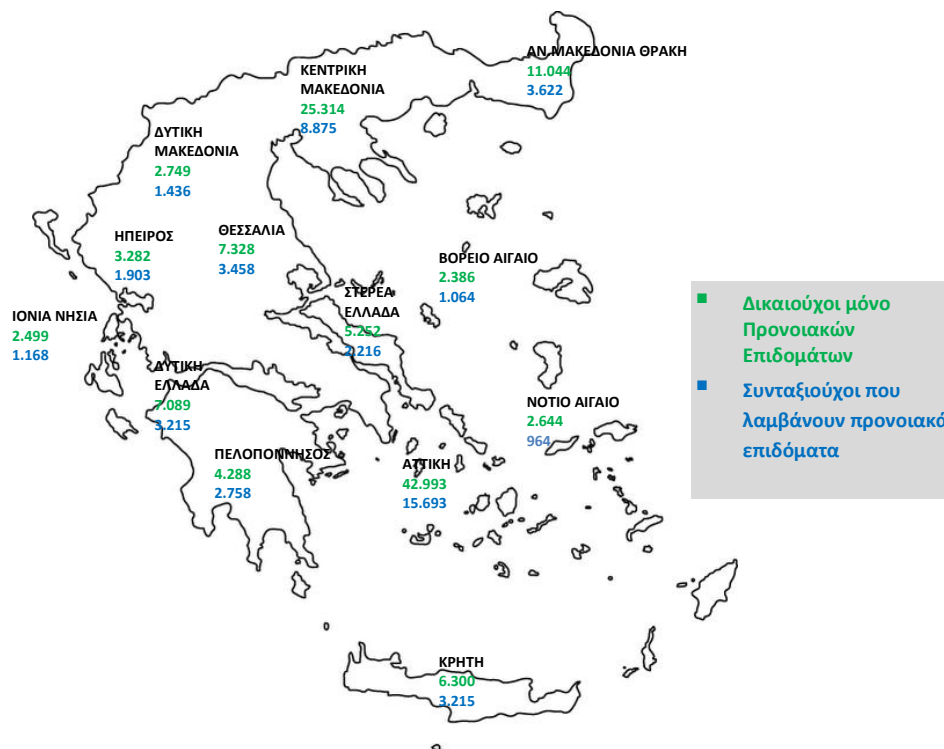 ΑΝ ΜΑΚΕΔΟΝΙΑ ΘΡΑΚΗ
11.044
3.622
ΚΕΝΤΡΙΚΗ
ΜΑΚΕΔΟΝΙΑ
25.314
8.875
ΔΥΤΙΚΗ
ΜΑΚΕΔΟΝΙΑ
2.749
1.436
ΗΠΕΙΡΟΣ
3.282
1.903
ΘΕΣΣΑΛΙΑ
7.328
3.458
ΒΟΡΕΙΟ ΑΙΓΑΙΟ
2.386
1.064
ΣΤΕΡΕΑ
ΕΛΛΑΔΑ
5.252
2.216
ΙΟΝΙΑ ΝΗΣΙΑ
2.499
1.168
ΔΥΤΙΚΗ
ΕΛΛΑΔΑ
7.089
3.215
ΝΟΤΙΟ ΑΙΓΑΙΟ
2.644
964
ΠΕΛΟΠΟΝΝΗΣΟΣ
4.288
2.758
ΑΤΤΙΚΗ
42.993
15.693
ΚΡΗΤΗ
6.300
3.215
Δικαιούχοι μόνο
Προνοιακών
Επιδομάτων
Συνταξιούχοι που
λαμβάνουν προνοιακά
επιδόματα